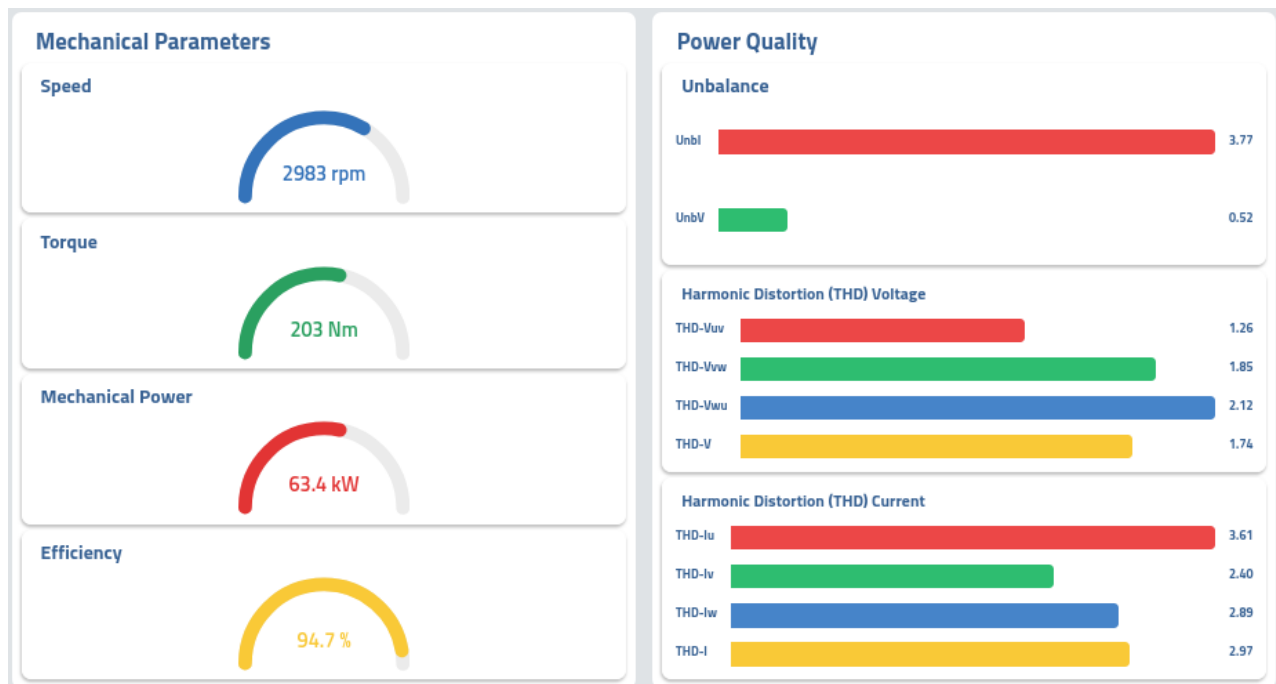 Mechanical Parameters
Speed
2983 rpm
Torque
203 Nm
Mechanical Power
63.4 kW
Efficiency
94.7 %
Power Quality
Unbalance
UnbI 3.77
UnbV 0.52
Harmonic Distortion (THD) Voltage
THD-Vuv 1.26
THD-Vvw 1.85
THD-Vwu 2.12
THD-V 1.74
Harmonic Distortion (THD) Current
THD-Iu 3.61
THD-Iv 2.40
THD-Iw 2.89
THD-I 2.97